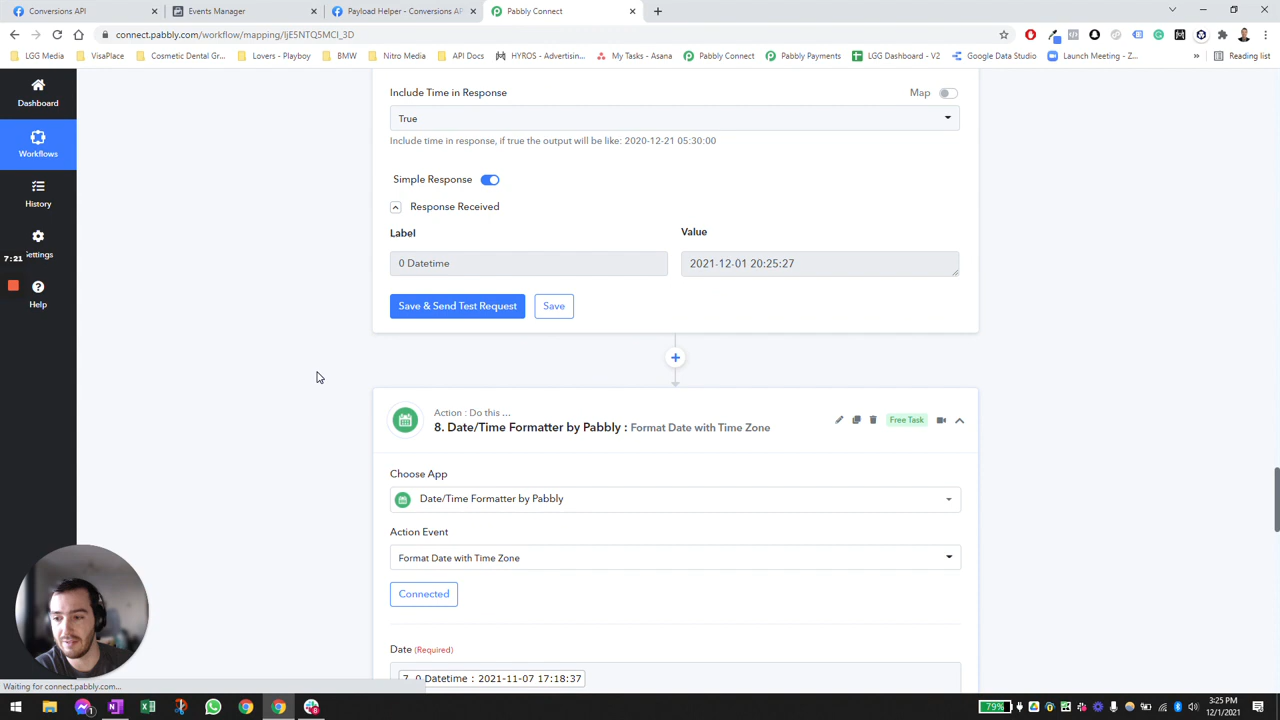 Conversions API
Events Manager
Payload Helper - Conversions AP
Pabbly Connect
connect.pabbly.com/workflow/mapping/IjE5NTQ5MCI_3D
LGG Media
VisaPlace
Cosmetic Dental Gr...
Lovers - Playboy
BMW
Nitro Media
API Docs
HYROS - Advertisin...
My Tasks - Asana
Pabbly Connect
Pabbly Payments
LGG Dashboard - V2
Google Data Studio
Launch Meeting - Z...
»
Reading list
Dashboard
Workflows
History
7:21
ettings
Help
Include Time in Response
Map
True
Include time in response, if true the output will be like: 2020-12-21 05:30:00
Simple Response
Response Received
Label
Value
0 Datetime
2021-12-01 20:25:27
Save & Send Test Request
Save
Action : Do this ...
8. Date/Time Formatter by Pabbly : Format Date with Time Zone
Free Task
Choose App
Date/Time Formatter by Pabbly
Action Event
Format Date with Time Zone
Connected
Date (Required)
7. 0 Datetime : 2021-11-07 17:18:37
Waiting for connect.pabbly.com...
79%
3:25 PM
12/1/2021